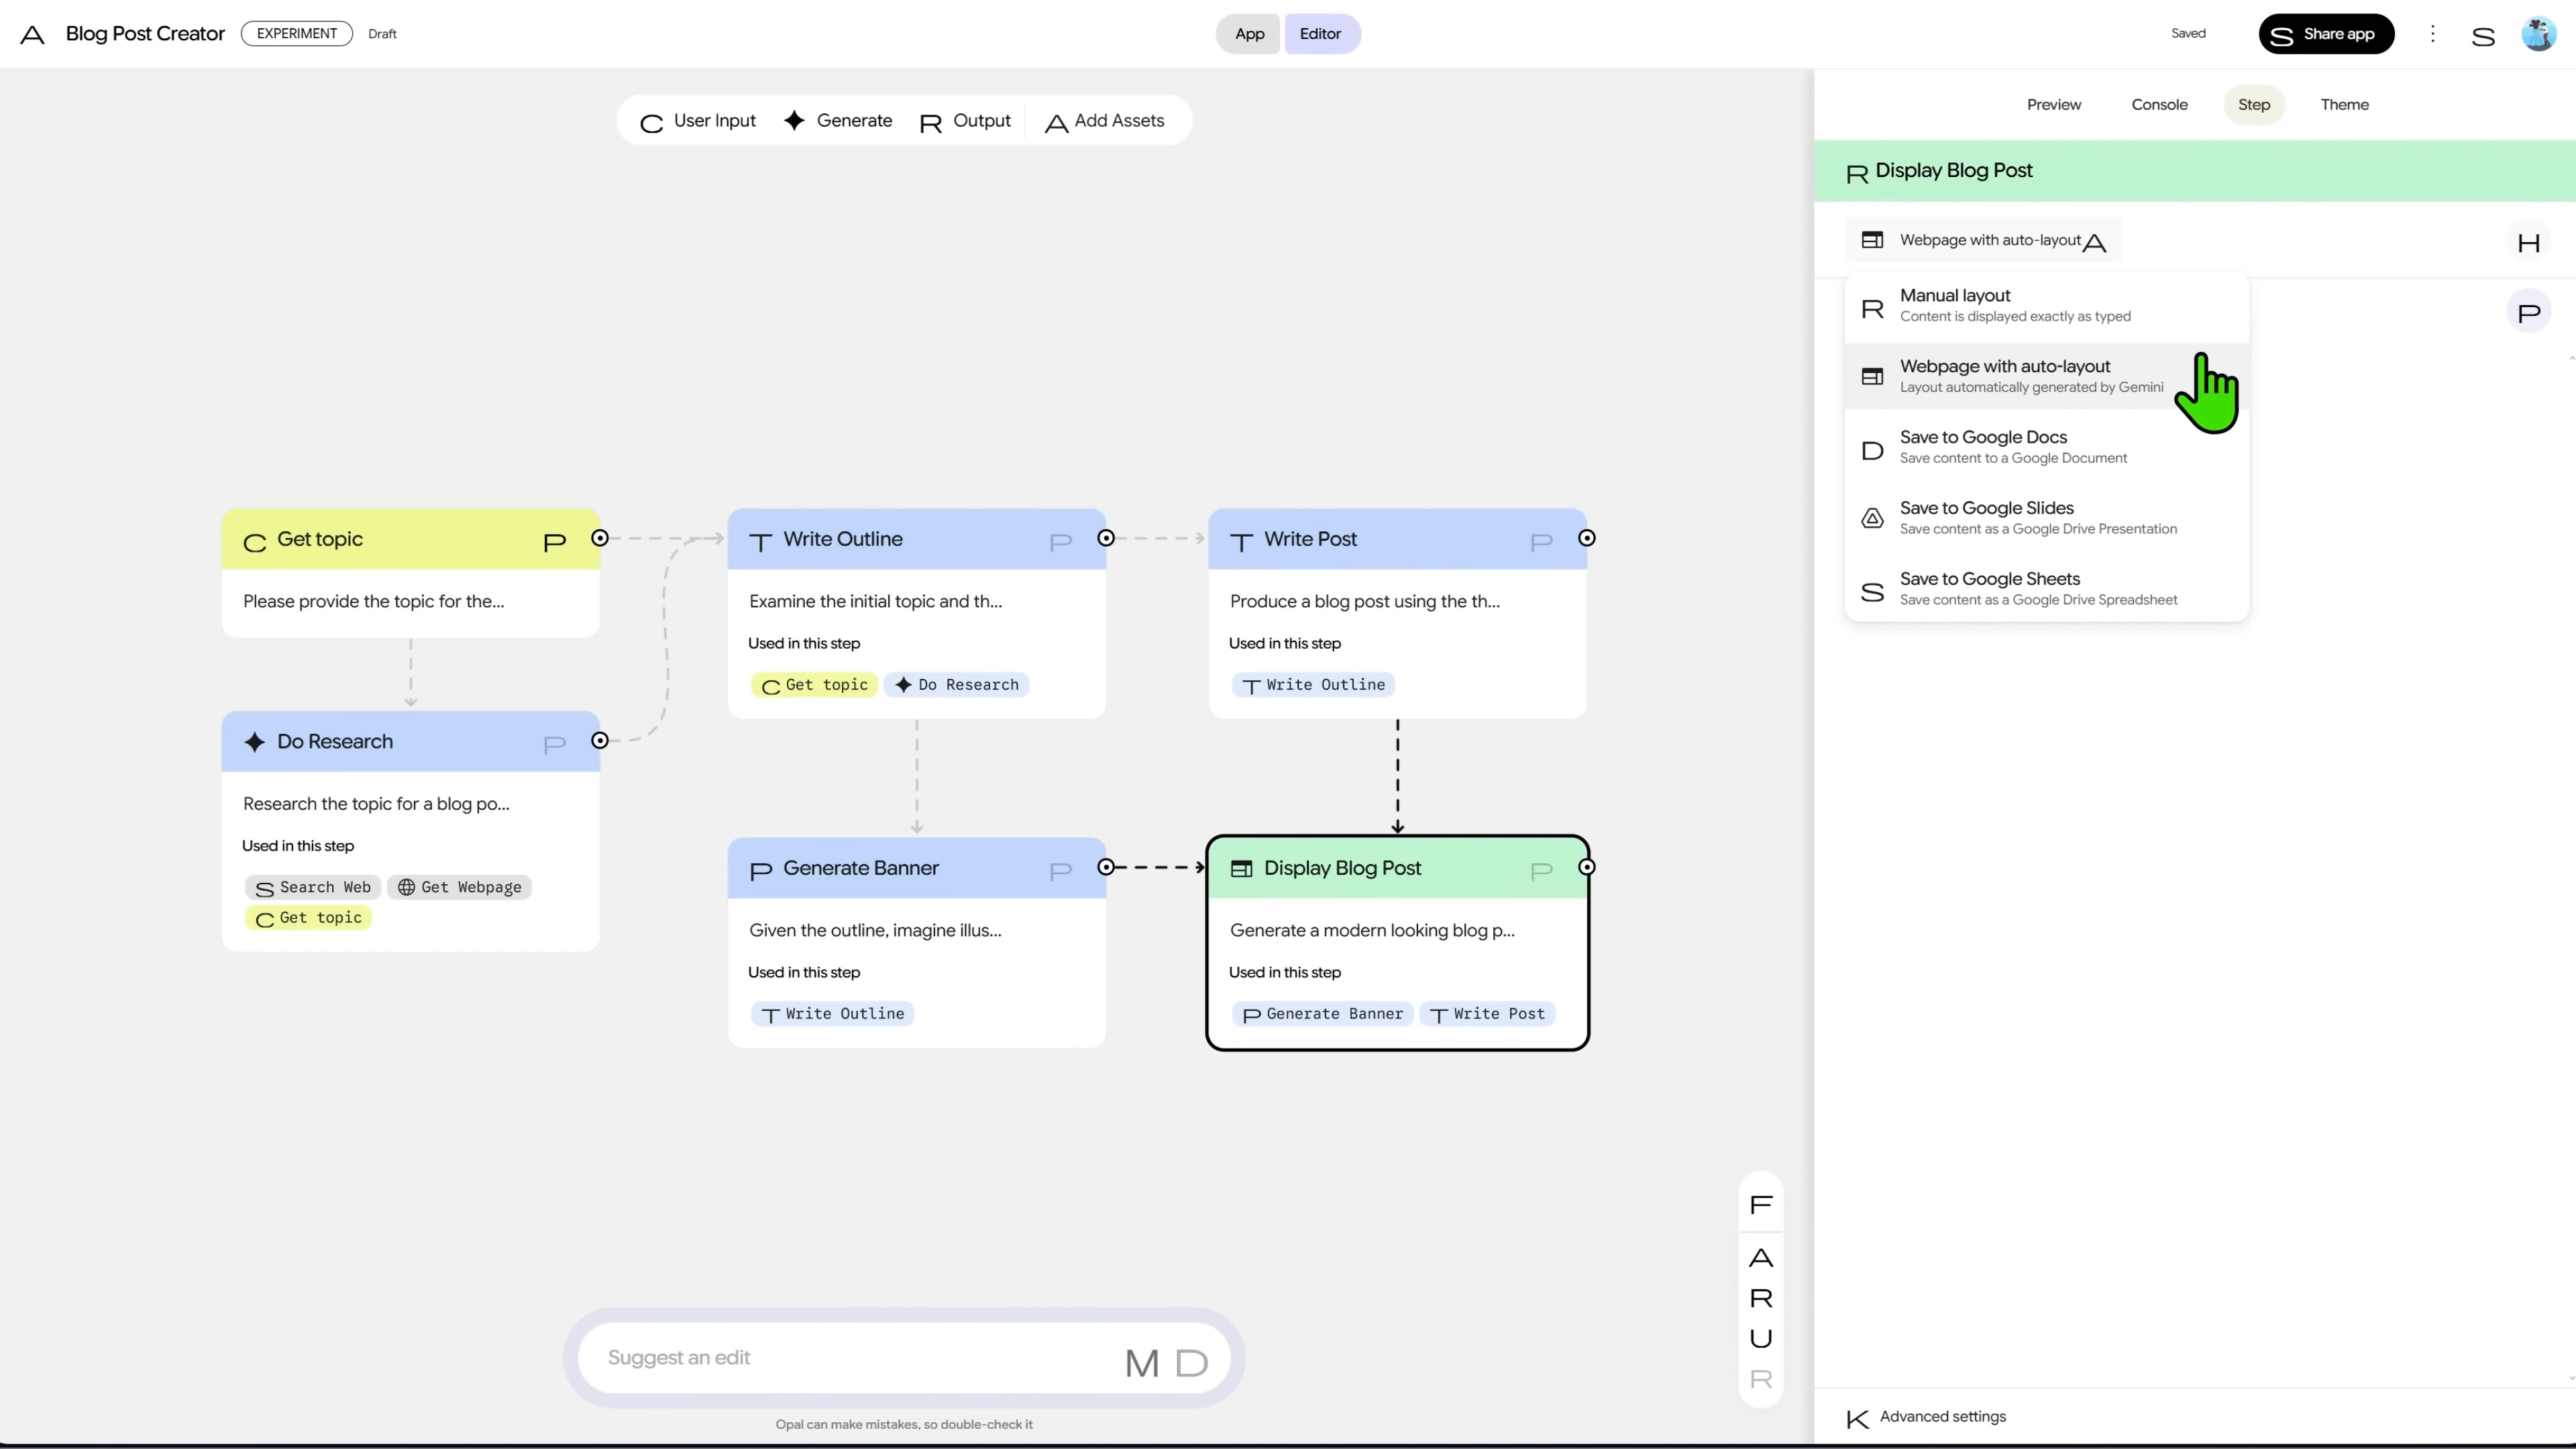 A Blog Post Creator EXPERIMENT Draft
App Editor
Saved
S Share app
S
C User Input Generate R Output A Add Assets
Preview Console Step Theme
R Display Blog Post
Webpage with auto-layout A
H
R Manual layout
Content is displayed exactly as typed
P
Webpage with auto-layout
Layout automatically generated by Gemini
D Save to Google Docs
Save content to a Google Document
Save to Google Slides
Save content as a Google Drive Presentation
S Save to Google Sheets
Save content as a Google Drive Spreadsheet
C Get topic P
Please provide the topic for the...
Do Research P
Research the topic for a blog po...
Used in this step
S Search Web Get Webpage
C Get topic
T Write Outline P
Examine the initial topic and th...
Used in this step
C Get topic Do Research
T Write Post P
Produce a blog post using the th...
Used in this step
T Write Outline
P Generate Banner P
Given the outline, imagine illus...
Used in this step
T Write Outline
Display Blog Post P
Generate a modern looking blog p...
Used in this step
P Generate Banner T Write Post
F
A
R
U
R
Suggest an edit M D
Opal can make mistakes, so double-check it
K Advanced settings